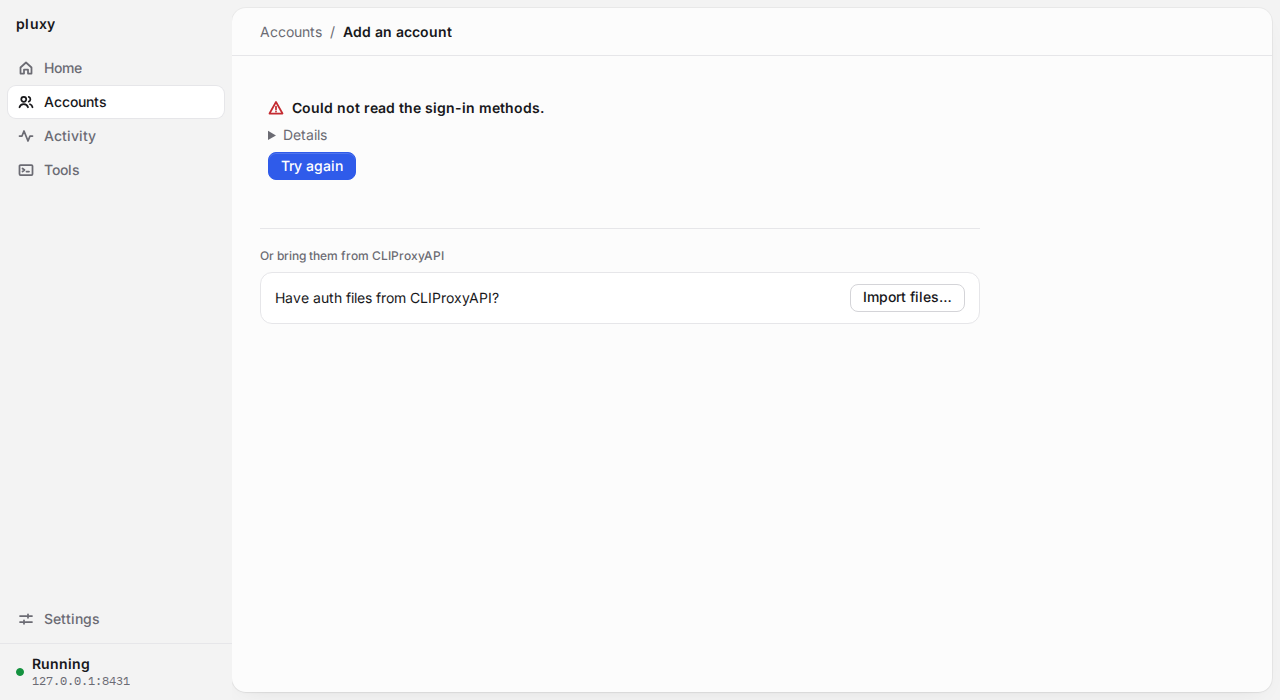 pluxy
Home
Accounts
Activity
Tools
Settings
Running
127.0.0.1:8431
Accounts / Add an account
Could not read the sign-in methods.
Details
Try again
Or bring them from CLIProxyAPI
Have auth files from CLIProxyAPI?
Import files...